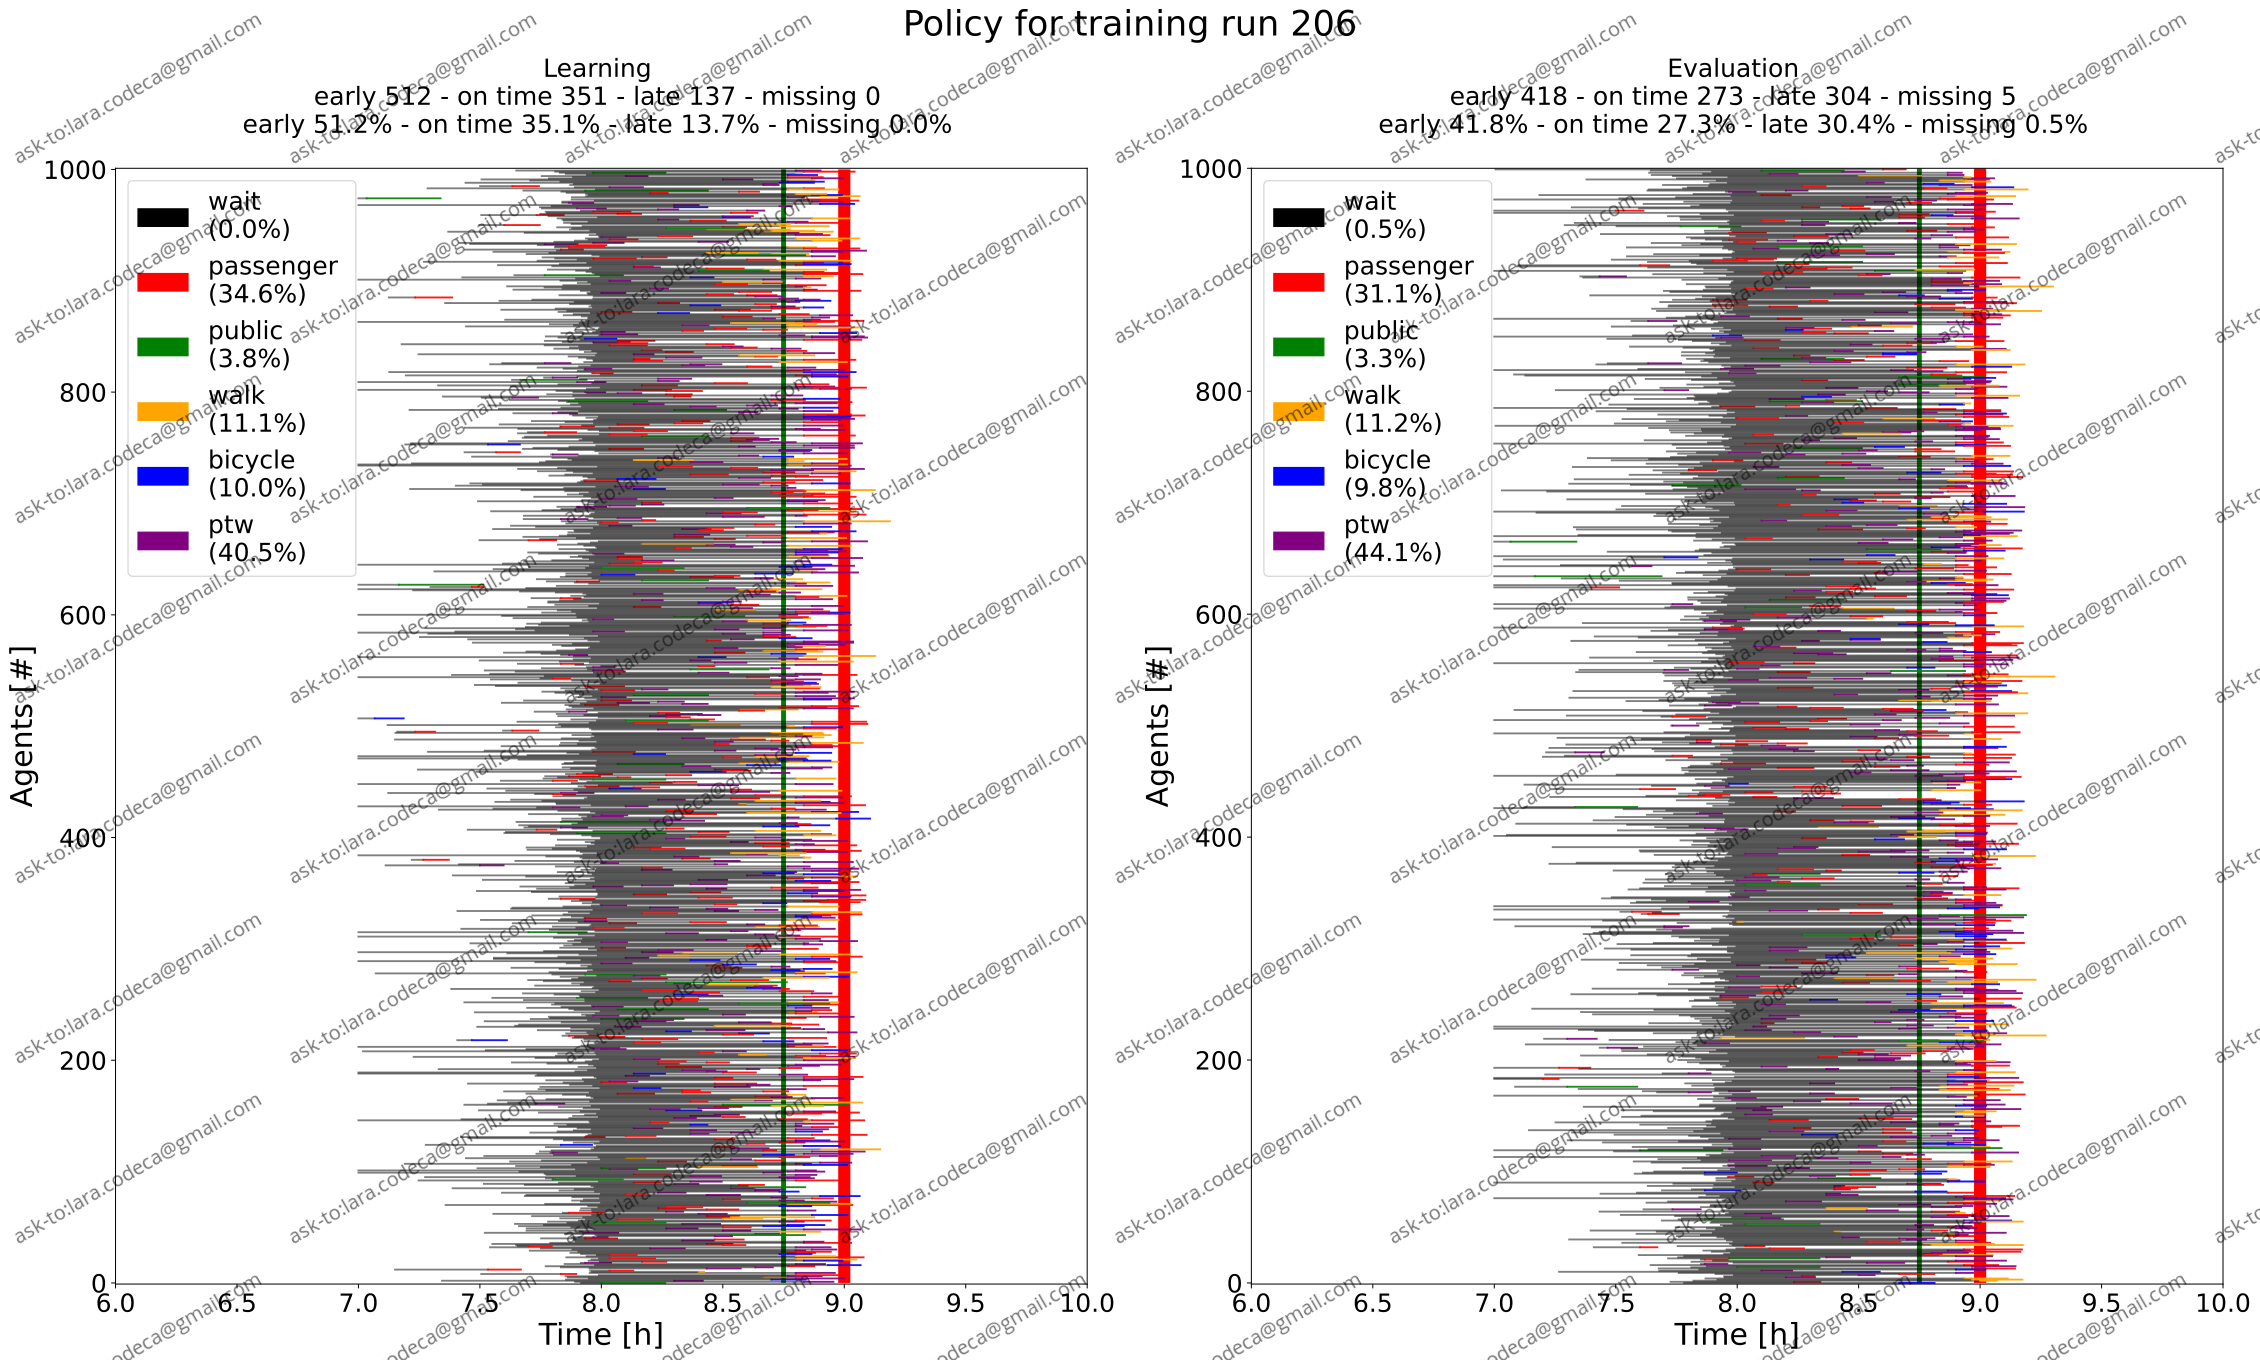 Policy for training run 206
Learning
early 512 - on time 351 - late 137 - missing 0
early 51.2% - on time 35.1% - late 13.7% - missing 0.0%
1000
800
600
400
200
0
Agents [#]
wait
(0.0%)
passenger
(34.6%)
public
(3.8%)
walk
(11.1%)
bicycle
(10.0%)
ptw
(40.5%)
6.0 6.5 7.0 7.5 8.0 8.5 9.0 9.5 10.0
Time [h]
Evaluation
early 418 - on time 273 - late 304 - missing 5
early 41.8% - on time 27.3% - late 30.4% - missing 0.5%
1000
800
600
400
200
0
Agents [#]
wait
(0.5%)
passenger
(31.1%)
public
(3.3%)
walk
(11.2%)
bicycle
(9.8%)
ptw
(44.1%)
6.0 6.5 7.0 7.5 8.0 8.5 9.0 9.5 10.0
Time [h]
ask-to:lara.codeca@gmail.com